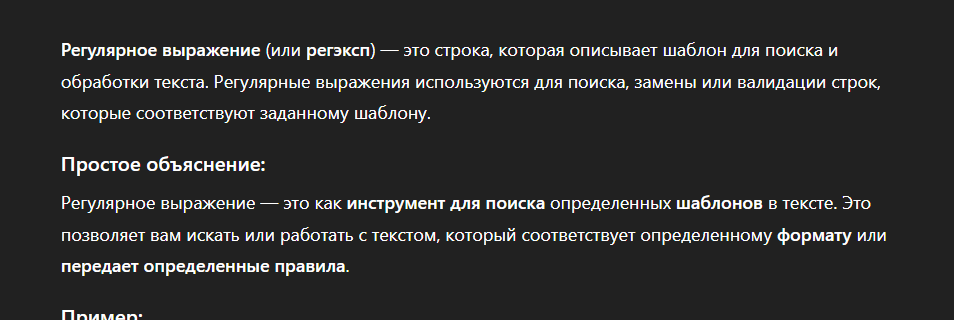 Регулярное выражение (или регэксп) — это строка, которая описывает шаблон для поиска и
обработки текста. Регулярные выражения используются для поиска, замены или валидации строк,
которые соответствуют заданному шаблону.
Простое объяснение:
Регулярное выражение — это как инструмент для поиска определенных шаблонов в тексте. Это
позволяет вам искать или работать с текстом, который соответствует определенному формату или
передает определенные правила.
Пример: